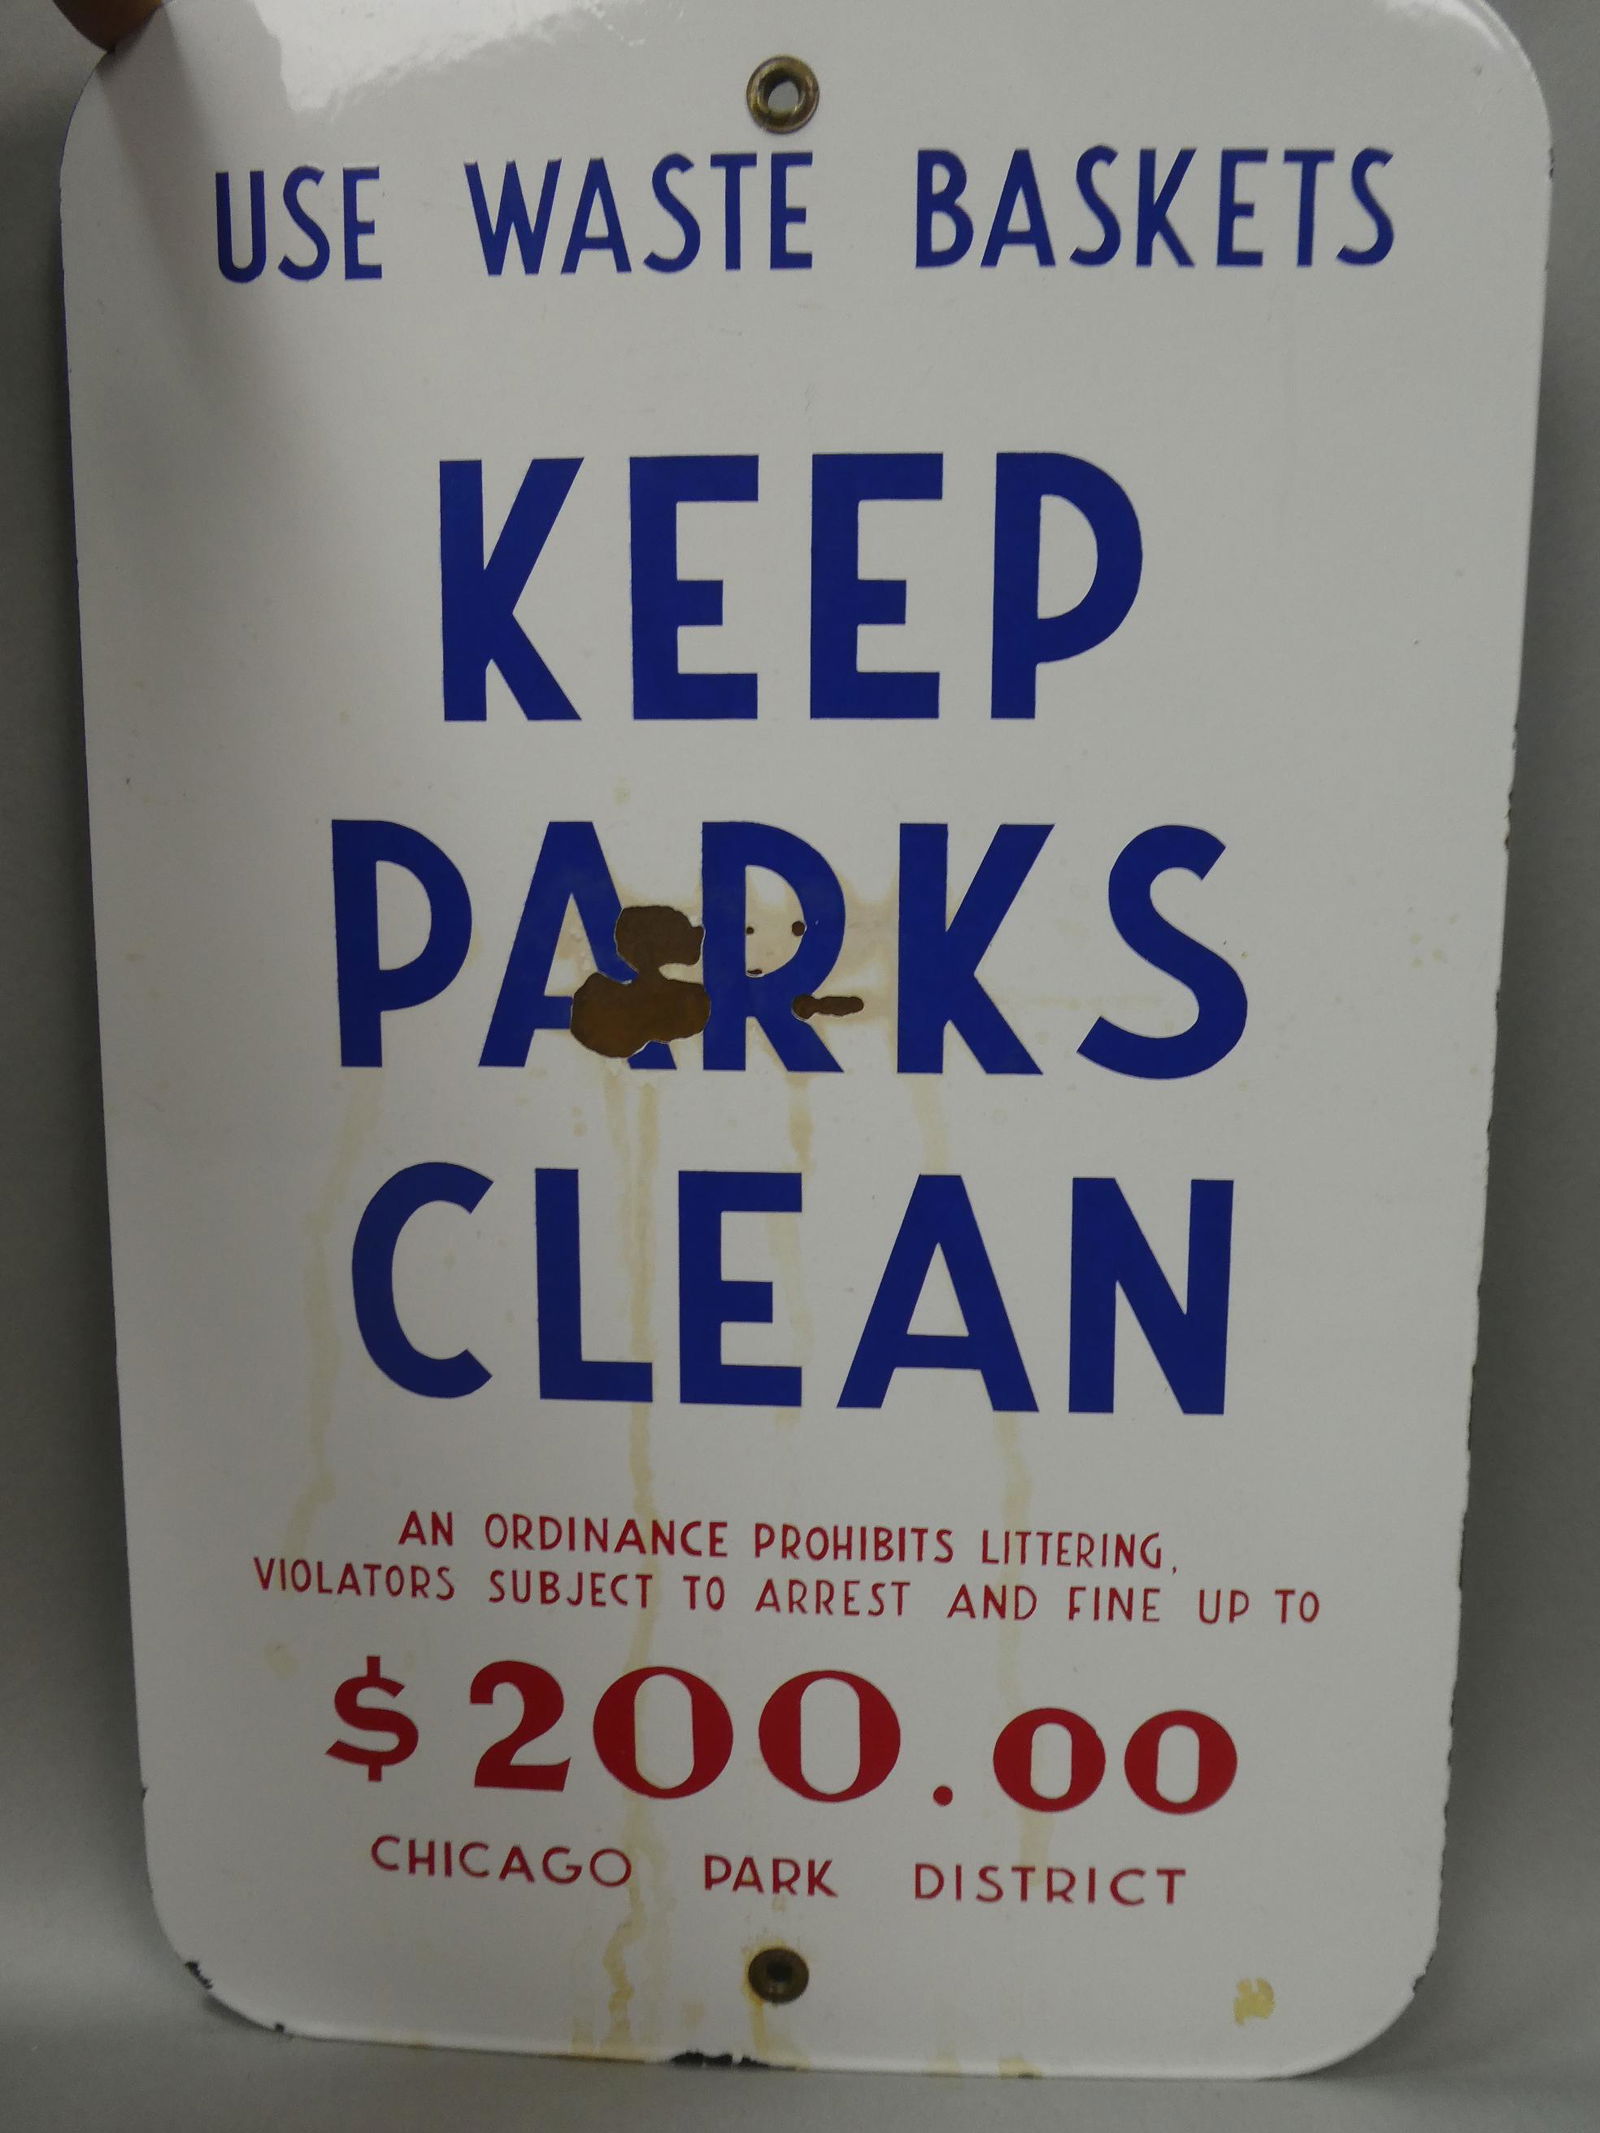 USE WASTE BASKETS
KEEP
PARKS
CLEAN
AN ORDINANCE PROHIBITS LITTERING,
VIOLATORS SUBJECT TO ARREST AND FINE UP TO
$200.00
CHICAGO PARK DISTRICT